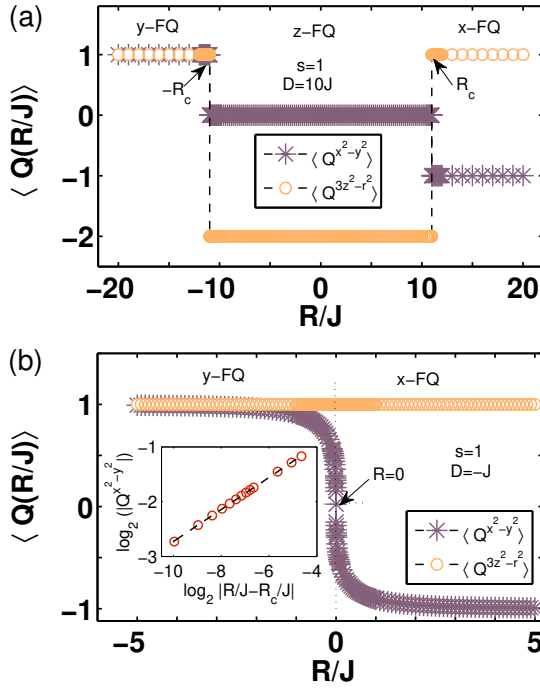 (a)
y−FQ z−FQ x−FQ
⟨ Q(R/J) ⟩
1
0
−1
−2
−R_c
s=1
D=10J
R_c
⟨ Q^{x²−y²} ⟩
⟨ Q^{3z²−r²} ⟩
−20 −10 0 10 20
R/J
(b)
y−FQ x−FQ
⟨ Q(R/J) ⟩
1
0
−1
s=1
D=−J
R=0
log₂ (|Q^{x²−y²}|)
−1
−2
−3
−10 −8 −6 −4
log₂ |R/J−R_c/J|
⟨ Q^{x²−y²} ⟩
⟨ Q^{3z²−r²} ⟩
−5 0 5
R/J